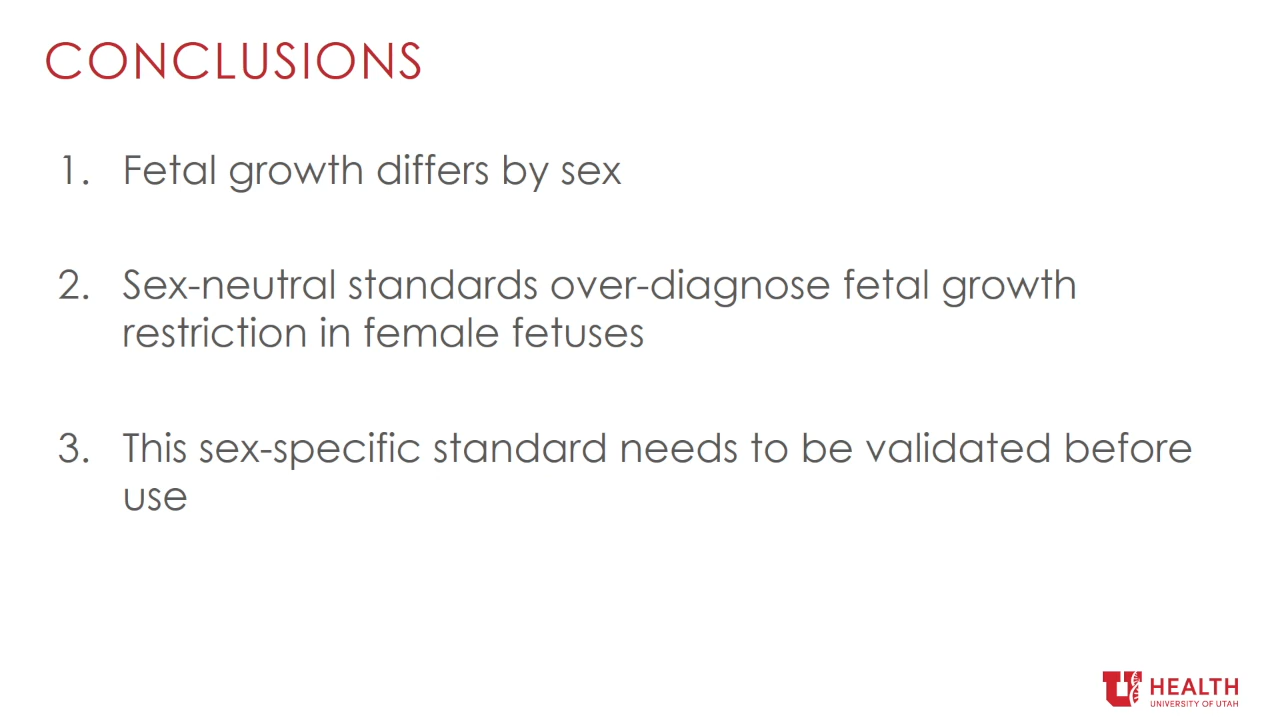 CONCLUSIONS
1. Fetal growth differs by sex
2. Sex-neutral standards over-diagnose fetal growth
restriction in female fetuses
3. This sex-specific standard needs to be validated before
use
U HEALTH
UNIVERSITY OF UTAH